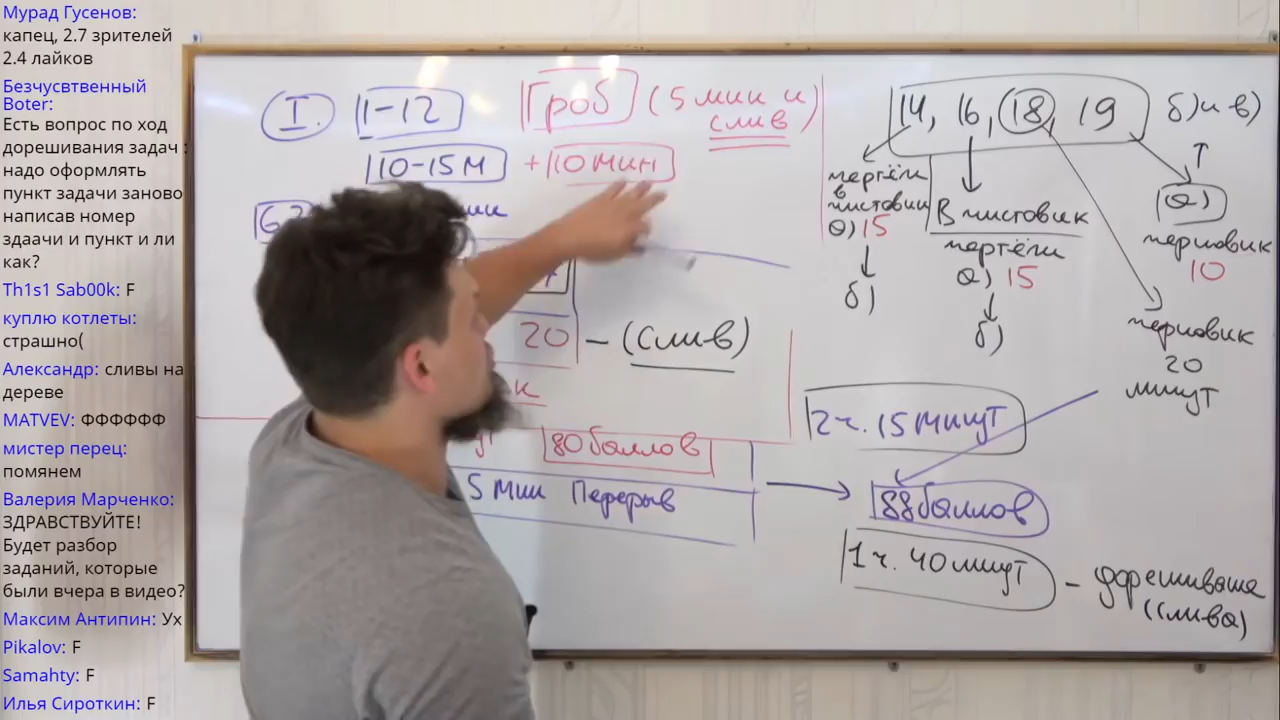 Мурад Гусенов:
капец, 2.7 зрителей
2.4 лайков
Безчусвтвенный
Boter:
Есть вопрос по ход
дорешивания задач :
надо оформлять
пункт задачи заново
написав номер
здаачи и пункт и ли
как?
Th1s1 Sab00k: F
куплю котлеты:
страшно(
Александр: сливы на
дереве
MATVEV: ФФФФФФ
мистер перец:
помянем
Валерия Марченко:
ЗДРАВСТВУЙТЕ!
Будет разбор
заданий, которые
были вчера в видео?
Максим Антипин: Ух
Pikalov: F
Samahty: F
Илья Сироткин: F
I. 1-12
10-15 м + 10 мин
Гроб (5 мин и
слив)
62
20 - (слив)
80 баллов
5 мин Перерыв
14, 16, 18, 19 б) и в)
чертёж
в
чистовик
а) 15
б)
В чистовик
чертёж
а) 15
б)
а)
черновик
10
черновик
20
минут
2 ч. 15 минут
88 баллов
1 ч. 40 минут - дорешиваю
(слива)